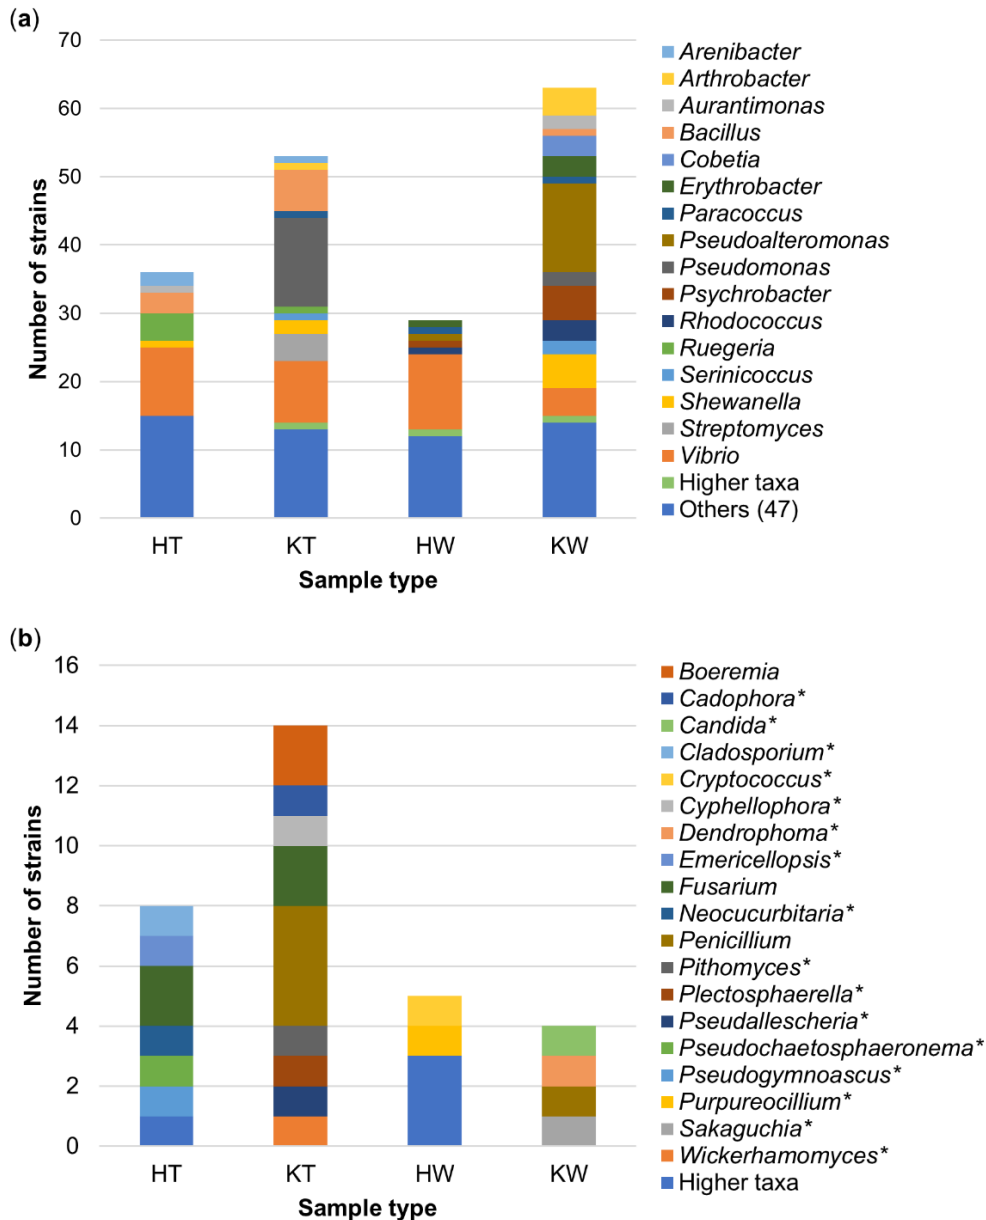 (a)
70
60
50
40
30
20
10
0
Number of strains
HT
KT
HW
KW
Sample type
Arenibacter
Arthrobacter
Aurantimonas
Bacillus
Cobetia
Erythrobacter
Paracoccus
Pseudoalteromonas
Pseudomonas
Psychrobacter
Rhodococcus
Ruegeria
Serinicoccus
Shewanella
Streptomyces
Vibrio
Higher taxa
Others (47)
(b)
16
14
12
10
8
6
4
2
0
Number of strains
HT
KT
HW
KW
Sample type
Boeremia
Cadophora*
Candida*
Cladosporium*
Cryptococcus*
Cyphellophora*
Dendrophoma*
Emericellopsis*
Fusarium
Neocucurbitaria*
Penicillium
Pithomyces*
Plectosphaerella*
Pseudallescheria*
Pseudochaetosphaeronema*
Pseudogymnoascus*
Purpureocillium*
Sakaguchia*
Wickerhamomyces*
Higher taxa